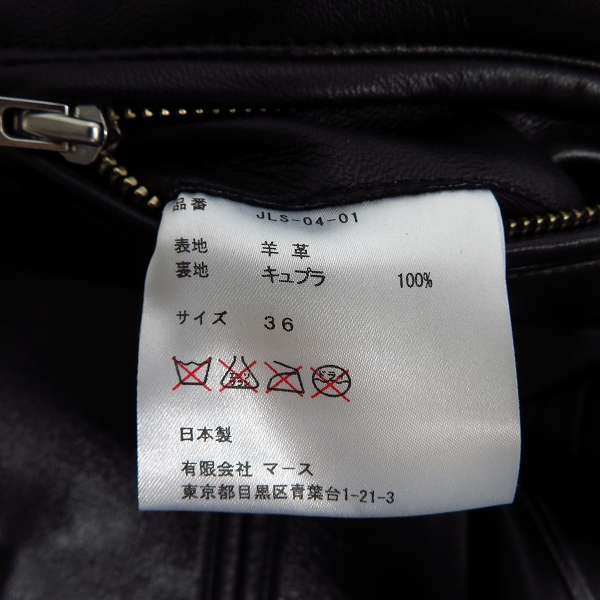 品番 JLS-04-01
表地 羊革
裏地 キュプラ 100%
サイズ 36
日本製
有限会社 マース
東京都目黒区青葉台1-21-3